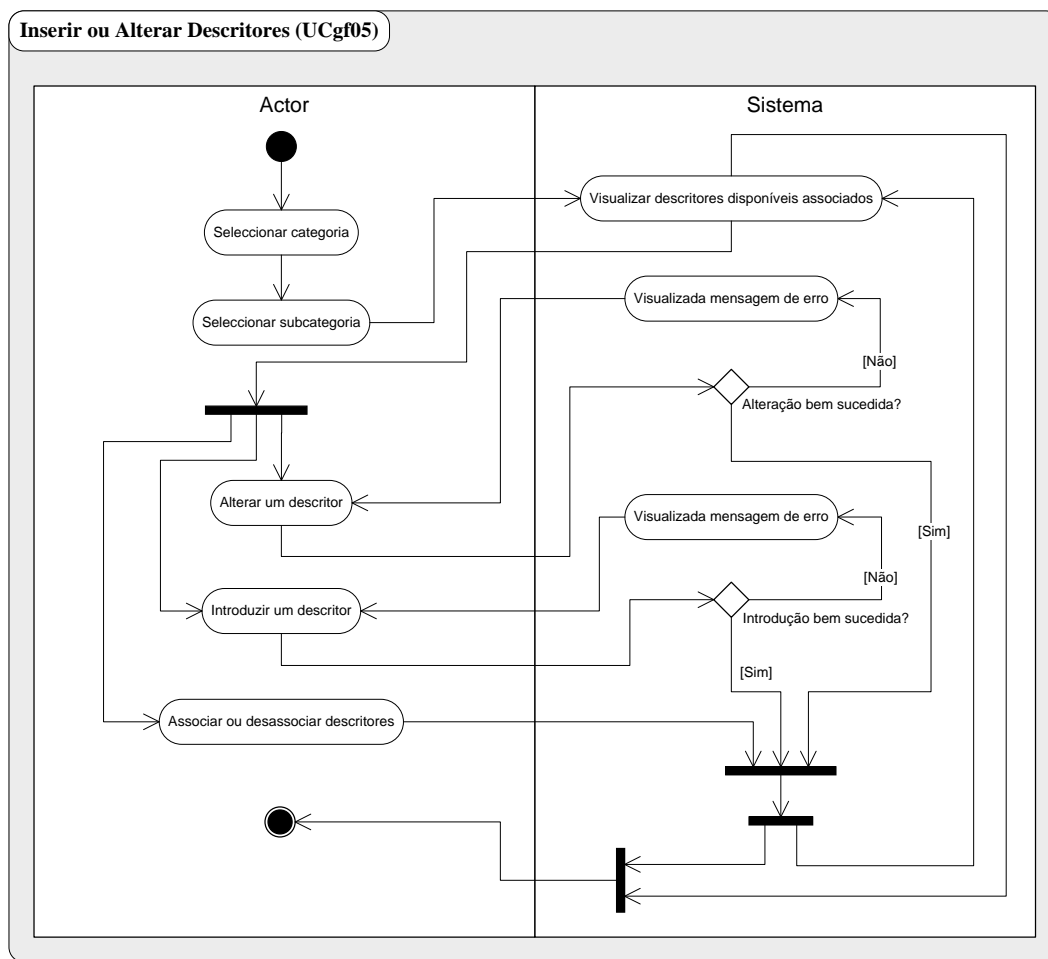 Inserir ou Alterar Descritores (UCgf05)
Actor
Sistema
Visualizar descritores disponíveis associados
Seleccionar categoria
Visualizada mensagem de erro
Seleccionar subcategoria
[Não]
Alteração bem sucedida?
Alterar um descritor
Visualizada mensagem de erro
[Sim]
[Não]
Introduzir um descritor
Introdução bem sucedida?
[Sim]
Associar ou desassociar descritores